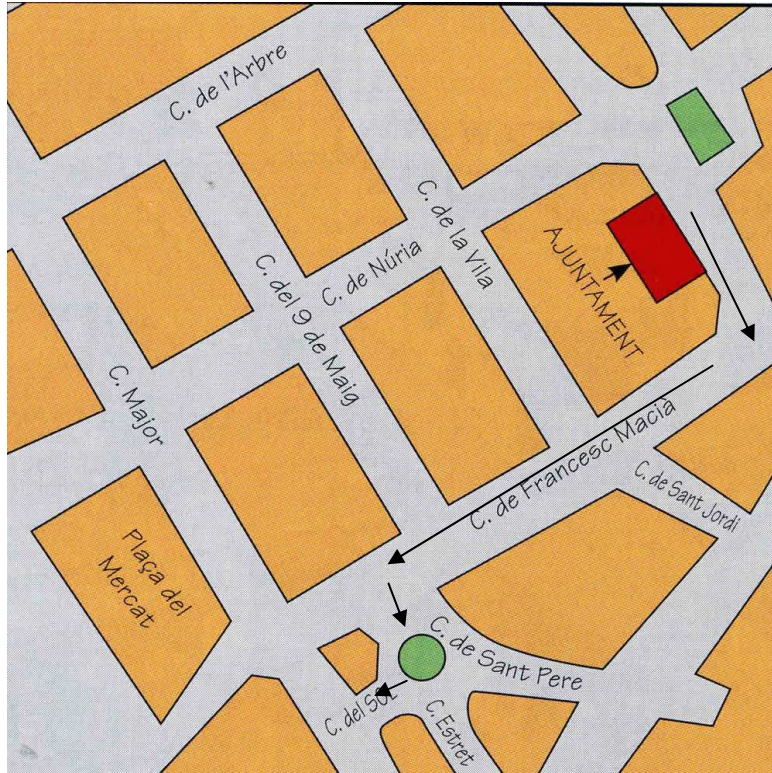 C. de l'Arbre
C. de la Vila
C. de Núria
C. del 9 de Maig
AJUNTAMENT
C. Major
C. de Francesc Macià
C. de Sant Jordi
Plaça del
Mercat
C. de Sant Pere
C. del SOL
C. Estret